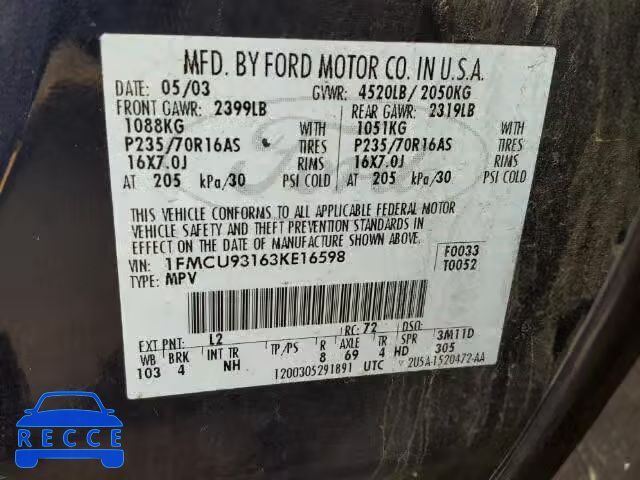 MFD. BY FORD MOTOR CO. IN U.S.A.
DATE: 05/03 GVWR: 4520LB/ 2050KG
FRONT GAWR: 2399LB REAR GAWR: 2319LB
1088KG WITH 1051KG WITH
P235/70R16AS TIRES P235/70R16AS TIRES
16X7.0J RIMS 16X7.0J RIMS
AT 205 kPa/30 PSI COLD AT 205 kPa/30 PSI COLD
THIS VEHICLE CONFORMS TO ALL APPLICABLE FEDERAL MOTOR
VEHICLE SAFETY AND THEFT PREVENTION STANDARDS IN
EFFECT ON THE DATE OF MANUFACTURE SHOWN ABOVE.
VIN: 1FMCU93163KE16598 F0033
TYPE: MPV T0052
EXT PNT: L2 RC: 72 DSO:
WB BRK INT TR TP/PS R AXLE TR SPR 3M11D
103 4 NH 8 69 4 HD 305
1200305291891 UTC 2U5A-1520472-AA
Ford
RECCE